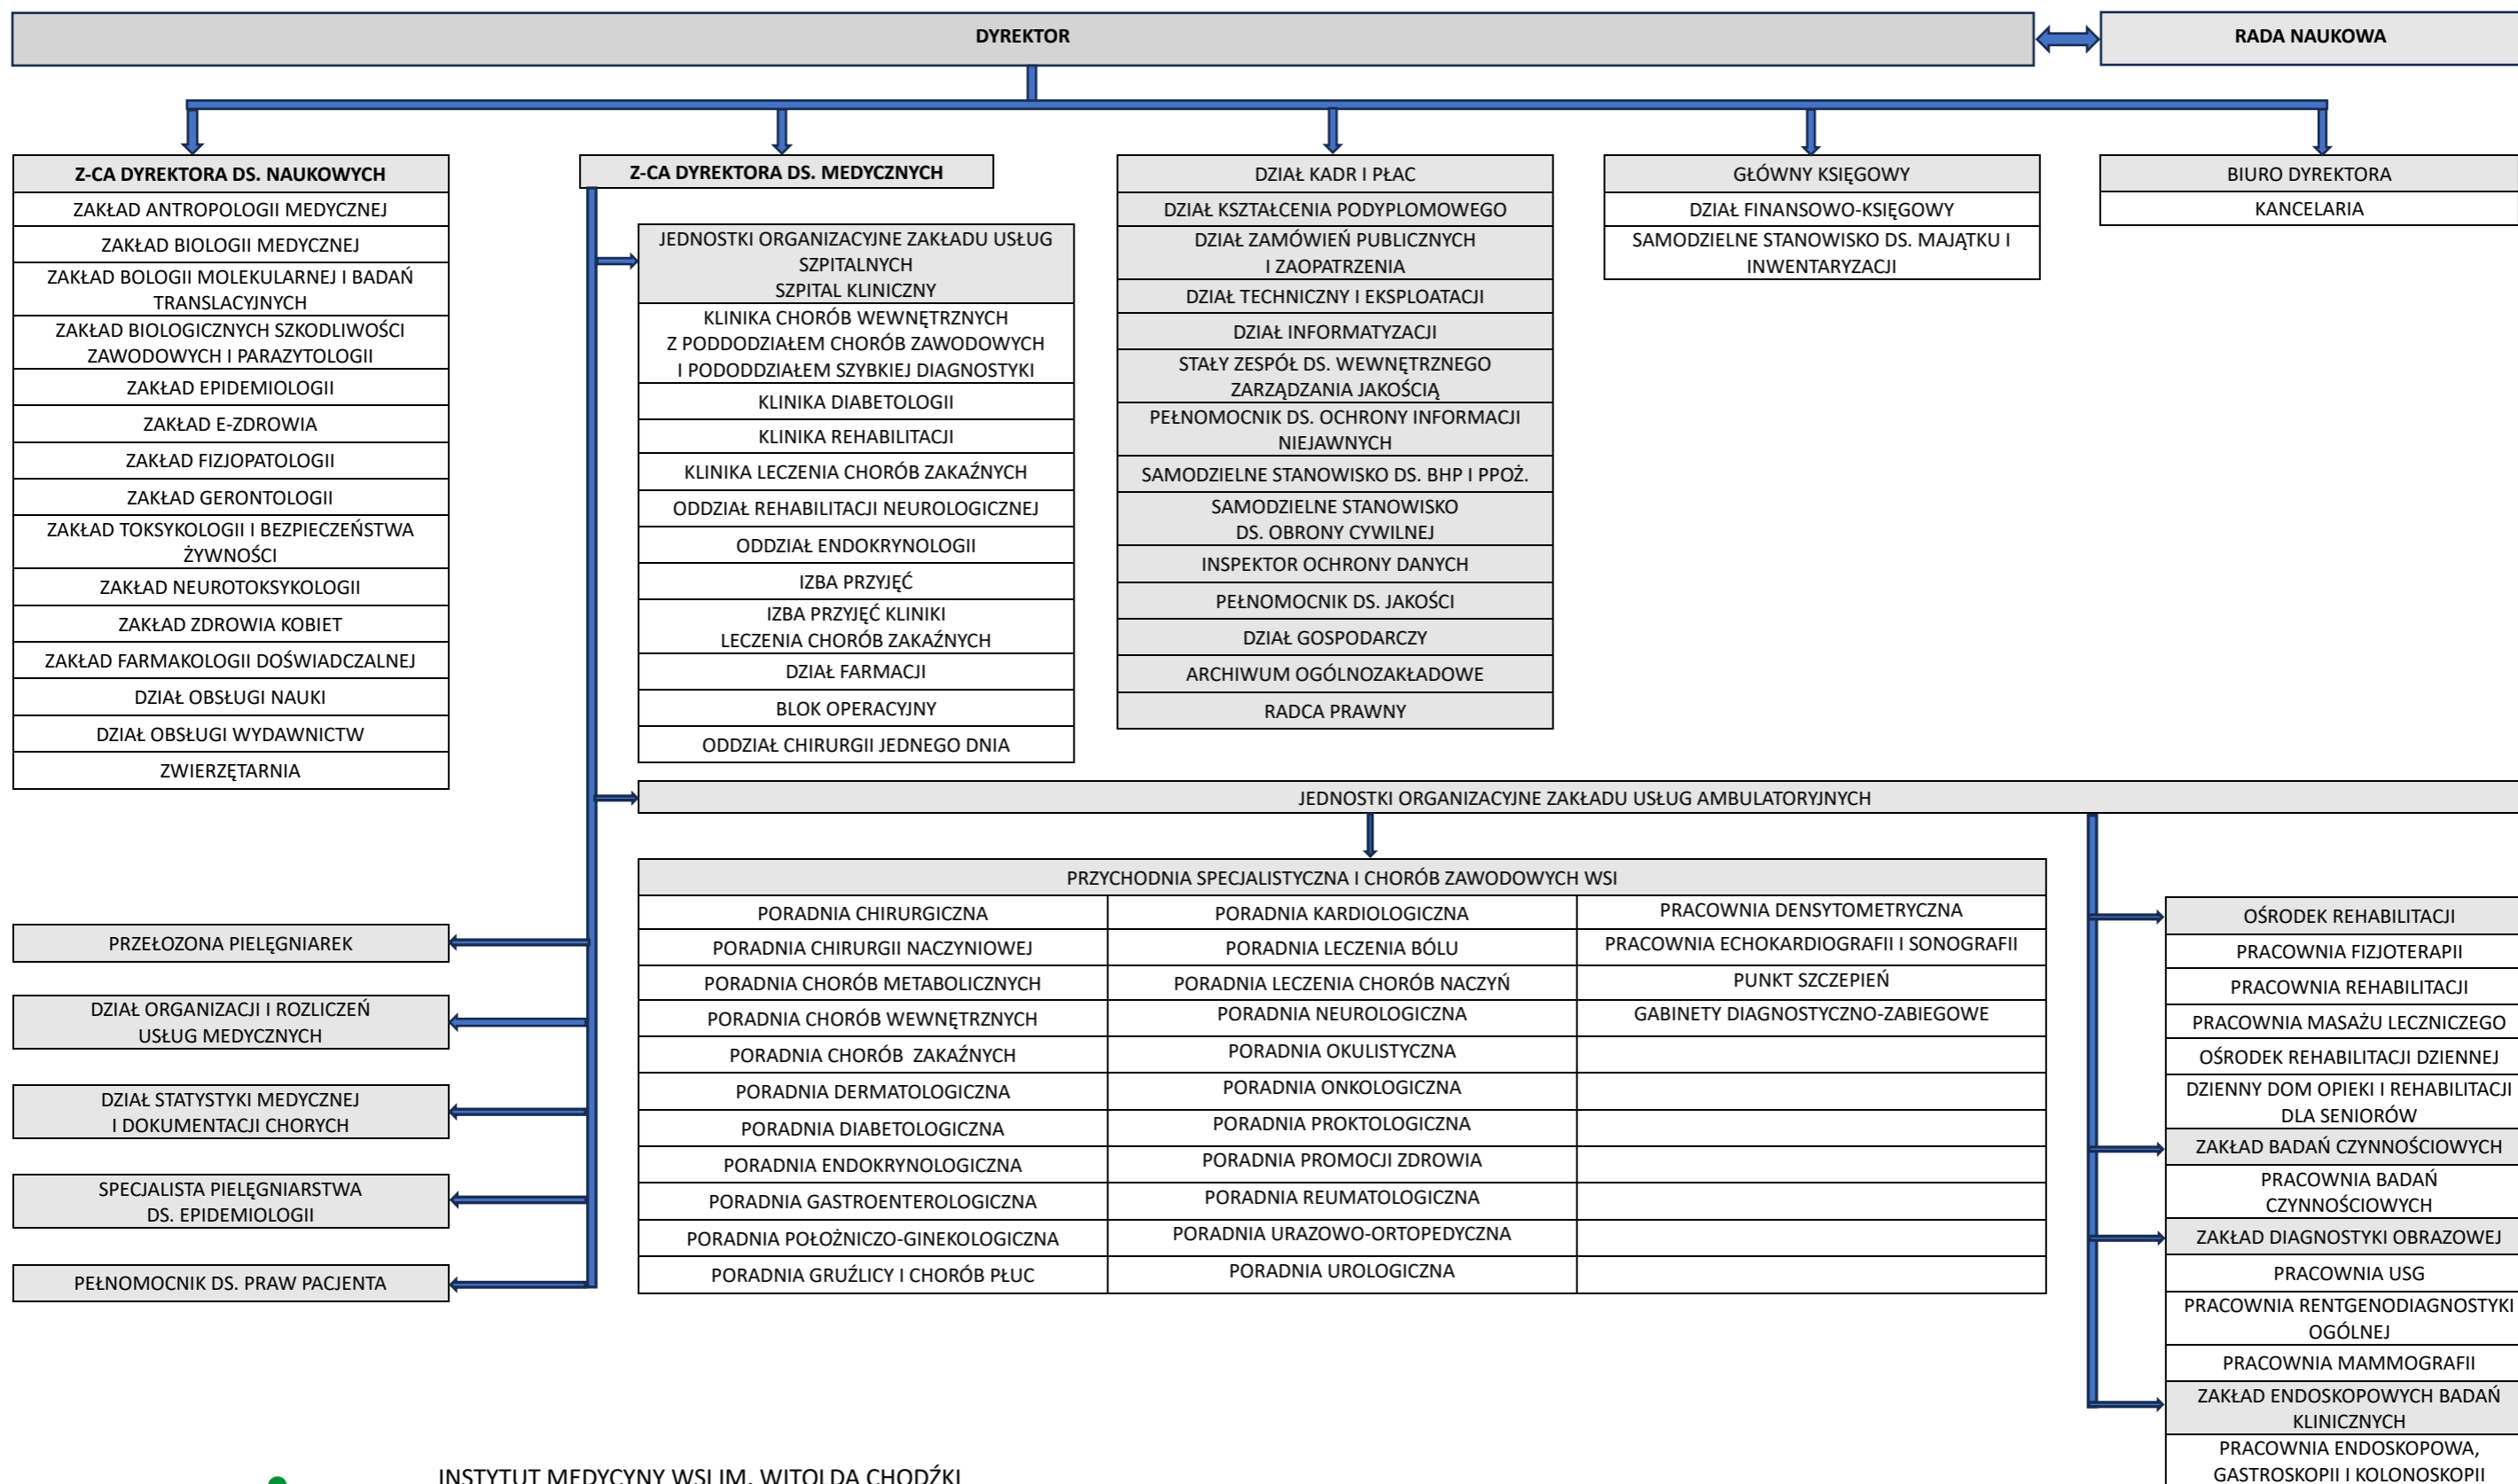 DYREKTOR
RADA NAUKOWA
Z-CA DYREKTORA DS. NAUKOWYCH
ZAKŁAD ANTROPOLOGII MEDYCZNEJ
ZAKŁAD BIOLOGII MEDYCZNEJ
ZAKŁAD BOLOGII MOLEKULARNEJ I BADAŃ
TRANSLACYJNYCH
ZAKŁAD BIOLOGICZNYCH SZKODLIWOŚCI
ZAWODOWYCH I PARAZYTOLOGII
ZAKŁAD EPIDEMIOLOGII
ZAKŁAD E-ZDROWIA
ZAKŁAD FIZJOPATOLOGII
ZAKŁAD GERONTOLOGII
ZAKŁAD TOKSYKOLOGII I BEZPIECZEŃSTWA
ŻYWNOŚCI
ZAKŁAD NEUROTOKSYKOLOGII
ZAKŁAD ZDROWIA KOBIET
ZAKŁAD FARMAKOLOGII DOŚWIADCZALNEJ
DZIAŁ OBSŁUGI NAUKI
DZIAŁ OBSŁUGI WYDAWNICTW
ZWIERZĘTARNIA
Z-CA DYREKTORA DS. MEDYCZNYCH
JEDNOSTKI ORGANIZACYJNE ZAKŁADU USŁUG
SZPITALNYCH
SZPITAL KLINICZNY
KLINIKA CHORÓB WEWNĘTRZNYCH
Z PODDODZIAŁEM CHORÓB ZAWODOWYCH
I PODODDZIAŁEM SZYBKIEJ DIAGNOSTYKI
KLINIKA DIABETOLOGII
KLINIKA REHABILITACJI
KLINIKA LECZENIA CHORÓB ZAKAŹNYCH
ODDZIAŁ REHABILITACJI NEUROLOGICZNEJ
ODDZIAŁ ENDOKRYNOLOGII
IZBA PRZYJĘĆ
IZBA PRZYJĘĆ KLINIKI
LECZENIA CHORÓB ZAKAŹNYCH
DZIAŁ FARMACJI
BLOK OPERACYJNY
ODDZIAŁ CHIRURGII JEDNEGO DNIA
DZIAŁ KADR I PŁAC
DZIAŁ KSZTAŁCENIA PODYPLOMOWEGO
DZIAŁ ZAMÓWIEŃ PUBLICZNYCH
I ZAOPATRZENIA
DZIAŁ TECHNICZNY I EKSPLOATACJI
DZIAŁ INFORMATYZACJI
STAŁY ZESPÓŁ DS. WEWNĘTRZNEGO
ZARZĄDZANIA JAKOŚCIĄ
PEŁNOMOCNIK DS. OCHRONY INFORMACJI
NIEJAWNYCH
SAMODZIELNE STANOWISKO DS. BHP I PPOŻ.
SAMODZIELNE STANOWISKO
DS. OBRONY CYWILNEJ
INSPEKTOR OCHRONY DANYCH
PEŁNOMOCNIK DS. JAKOŚCI
DZIAŁ GOSPODARCZY
ARCHIWUM OGÓLNOZAKŁADOWE
RADCA PRAWNY
GŁÓWNY KSIĘGOWY
DZIAŁ FINANSOWO-KSIĘGOWY
SAMODZIELNE STANOWISKO DS. MAJĄTKU I
INWENTARYZACJI
BIURO DYREKTORA
KANCELARIA
PRZEŁOZONA PIELĘGNIAREK
DZIAŁ ORGANIZACJI I ROZLICZEŃ
USŁUG MEDYCZNYCH
DZIAŁ STATYSTYKI MEDYCZNEJ
I DOKUMENTACJI CHORYCH
SPECJALISTA PIELĘGNIARSTWA
DS. EPIDEMIOLOGII
PEŁNOMOCNIK DS. PRAW PACJENTA
JEDNOSTKI ORGANIZACYJNE ZAKŁADU USŁUG AMBULATORYJNYCH
PRZYCHODNIA SPECJALISTYCZNA I CHORÓB ZAWODOWYCH WSI
PORADNIA CHIRURGICZNA
PORADNIA CHIRURGII NACZYNIOWEJ
PORADNIA CHORÓB METABOLICZNYCH
PORADNIA CHORÓB WEWNĘTRZNYCH
PORADNIA CHORÓB ZAKAŹNYCH
PORADNIA DERMATOLOGICZNA
PORADNIA DIABETOLOGICZNA
PORADNIA ENDOKRYNOLOGICZNA
PORADNIA GASTROENTEROLOGICZNA
PORADNIA POŁOŻNICZO-GINEKOLOGICZNA
PORADNIA GRUŹLICY I CHORÓB PŁUC
PORADNIA KARDIOLOGICZNA
PORADNIA LECZENIA BÓLU
PORADNIA LECZENIA CHORÓB NACZYŃ
PORADNIA NEUROLOGICZNA
PORADNIA OKULISTYCZNA
PORADNIA ONKOLOGICZNA
PORADNIA PROKTOLOGICZNA
PORADNIA PROMOCJI ZDROWIA
PORADNIA REUMATOLOGICZNA
PORADNIA URAZOWO-ORTOPEDYCZNA
PORADNIA UROLOGICZNA
PRACOWNIA DENSYTOMETRYCZNA
PRACOWNIA ECHOKARDIOGRAFII I SONOGRAFII
PUNKT SZCZEPIEŃ
GABINETY DIAGNOSTYCZNO-ZABIEGOWE
OŚRODEK REHABILITACJI
PRACOWNIA FIZJOTERAPII
PRACOWNIA REHABILITACJI
PRACOWNIA MASAŻU LECZNICZEGO
OŚRODEK REHABILITACJI DZIENNEJ
DZIENNY DOM OPIEKI I REHABILITACJI
DLA SENIORÓW
ZAKŁAD BADAŃ CZYNNOŚCIOWYCH
PRACOWNIA BADAŃ
CZYNNOŚCIOWYCH
ZAKŁAD DIAGNOSTYKI OBRAZOWEJ
PRACOWNIA USG
PRACOWNIA RENTGENODIAGNOSTYKI
OGÓLNEJ
PRACOWNIA MAMMOGRAFII
ZAKŁAD ENDOSKOPOWYCH BADAŃ
KLINICZNYCH
PRACOWNIA ENDOSKOPOWA,
GASTROSKOPII I KOLONOSKOPII
INSTYTUT MEDYCYNY WSI IM. WITOLDA CHODŹKI